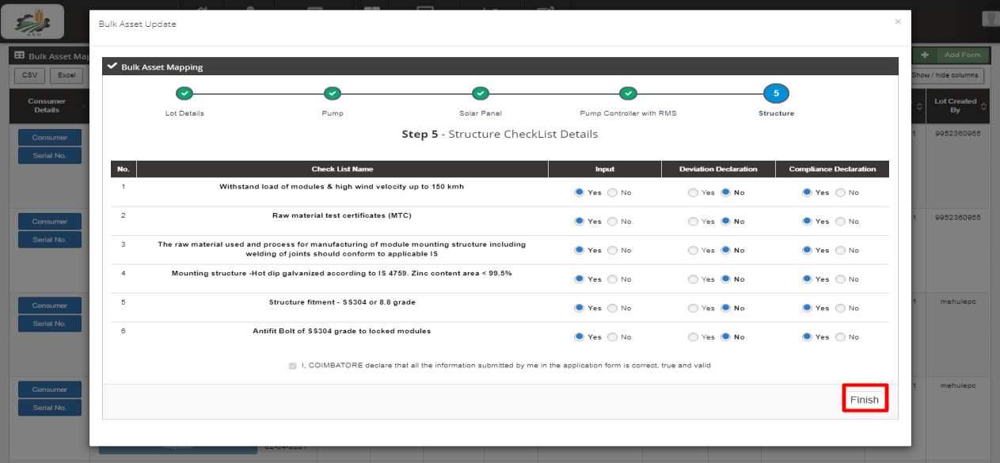 Bulk Asset Update
×
Bulk Asset Map
CSV Excel
Add Form
Show / hide columns
Consumer Details
Lot Created By
Consumer
Serial No.
9952360955
Consumer
Serial No.
9952360955
Consumer
Serial No.
mehulepc
Consumer
Serial No.
mehulepc
Bulk Asset Mapping
5
Lot Details Pump Solar Panel Pump Controller with RMS Structure
Step 5 - Structure CheckList Details
No. Check List Name Input Deviation Declaration Compliance Declaration
1 Withstand load of modules & high wind velocity up to 150 kmh Yes No Yes No Yes No
2 Raw material test certificates (MTC) Yes No Yes No Yes No
3 The raw material used and process for manufacturing of module mounting structure including
welding of joints should conform to applicable IS Yes No Yes No Yes No
4 Mounting structure -Hot dip galvanized according to IS 4759. Zinc content area < 99.5% Yes No Yes No Yes No
5 Structure fitment - SS304 or 8.8 grade Yes No Yes No Yes No
6 Antifit Bolt of SS304 grade to locked modules Yes No Yes No Yes No
I, COIMBATORE declare that all the information submitted by me in the application form is correct, true and valid
Finish